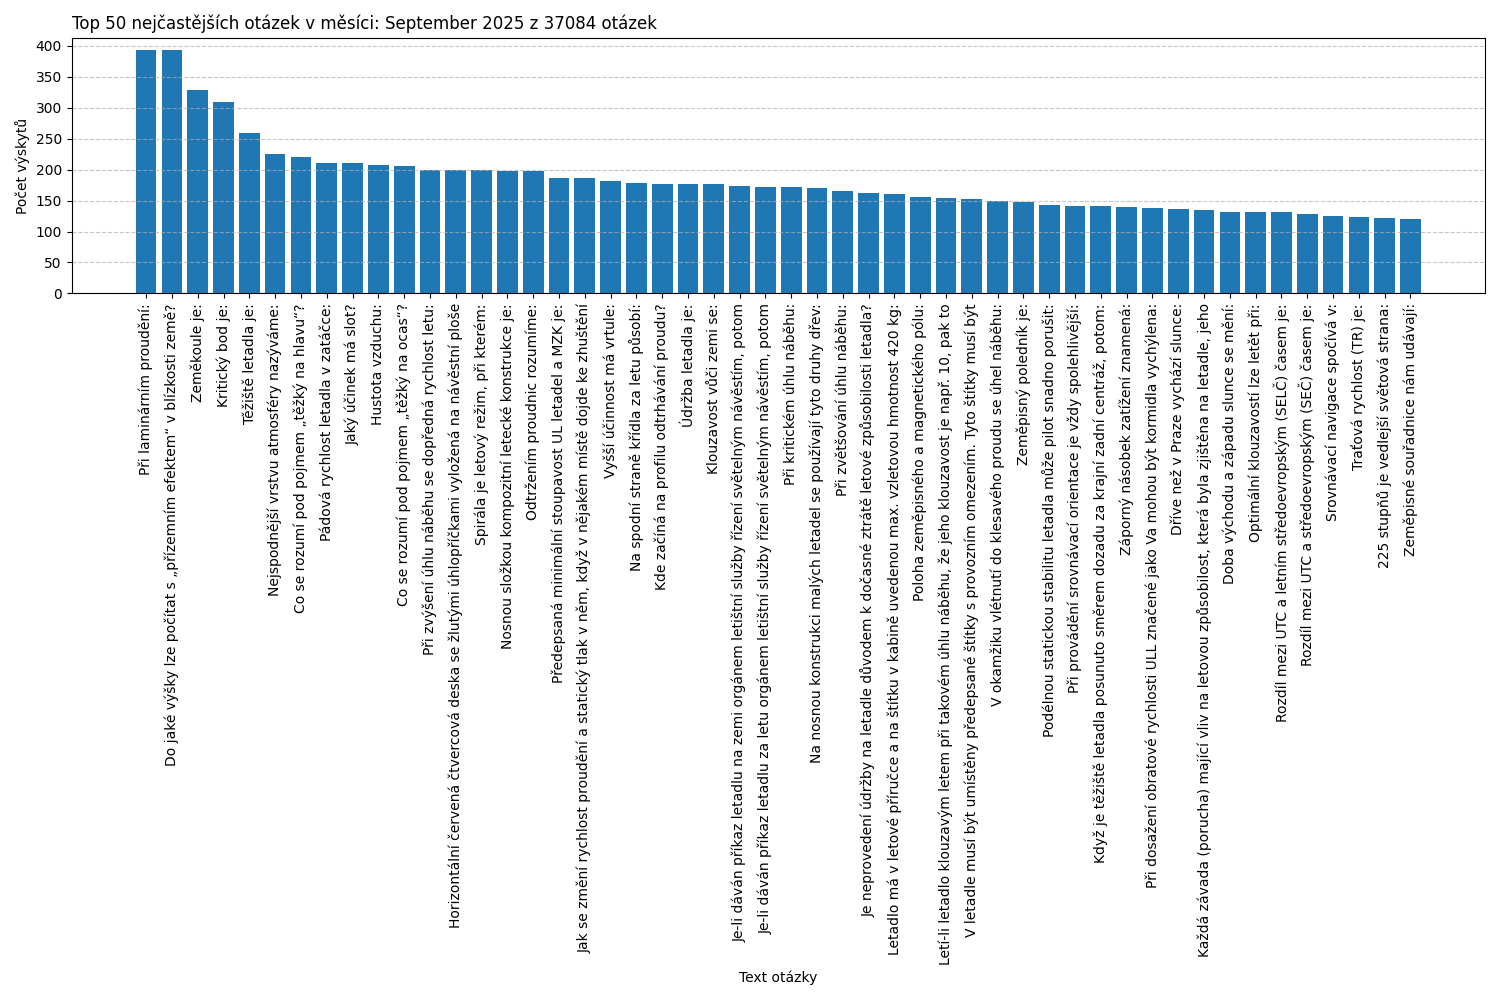 Top 50 nejčastějších otázek v měsíci: September 2025 z 37084 otázek
Počet výskytů
400
350
300
250
200
150
100
50
0
Při laminárním proudění:
Do jaké výšky lze počítat s „přízemním efektem“ v blízkosti země?
Zeměkoule je:
Kritický bod je:
Těžiště letadla je:
Nejspodnější vrstvu atmosféry nazýváme:
Co se rozumí pod pojmem „těžký na hlavu“?
Pádová rychlost letadla v zatáčce:
Jaký účinek má slot?
Hustota vzduchu:
Co se rozumí pod pojmem „těžký na ocas“?
Při zvýšení úhlu náběhu se dopředná rychlost letu:
Horizontální červená čtvercová deska se žlutými úhlopříčkami vyložená na návěstní ploše
Spirála je letový režim, při kterém:
Nosnou složkou kompozitní letecké konstrukce je:
Odtržením proudnic rozumíme:
Předepsaná minimální stoupavost UL letadel a MZK je:
Jak se změní rychlost proudění a statický tlak v něm, když v nějakém místě dojde ke zhuštění
Vyšší účinnost má vrtule:
Na spodní straně křídla za letu působí:
Kde začíná na profilu odtrhávání proudu?
Údržba letadla je:
Klouzavost vůči zemi se:
Je-li dáván příkaz letadlu na zemi orgánem letištní služby řízení světelným návěstím, potom
Je-li dáván příkaz letadlu za letu orgánem letištní služby řízení světelným návěstím, potom
Při kritickém úhlu náběhu:
Na nosnou konstrukci malých letadel se používají tyto druhy dřev:
Při zvětšování úhlu náběhu:
Je neprovedení údržby na letadle důvodem k dočasné ztrátě letové způsobilosti letadla?
Letadlo má v letové příručce a na štítku v kabině uvedenou max. vzletovou hmotnost 420 kg:
Poloha zeměpisného a magnetického pólu:
Letí-li letadlo klouzavým letem při takovém úhlu náběhu, že jeho klouzavost je např. 10, pak to
V letadle musí být umístěny předepsané štítky s provozním omezením. Tyto štítky musí být
V okamžiku vlétnutí do klesavého proudu se úhel náběhu:
Zeměpisný poledník je:
Podélnou statickou stabilitu letadla může pilot snadno porušit:
Při provádění srovnávací orientace je vždy spolehlivější:
Když je těžiště letadla posunuto směrem dozadu za krajní zadní centráž, potom:
Záporný násobek zatížení znamená:
Při dosažení obratové rychlosti ULL značené jako Va mohou být kormidla vychýlena:
Dříve než v Praze vychází slunce:
Každá závada (porucha) mající vliv na letovou způsobilost, která byla zjištěna na letadle, jeho
Doba východu a západu slunce se mění:
Optimální klouzavostí lze letět při:
Rozdíl mezi UTC a letním středoevropským (SELČ) časem je:
Rozdíl mezi UTC a středoevropským (SEČ) časem je:
Srovnávací navigace spočívá v:
Traťová rychlost (TR) je:
225 stupňů je vedlejší světová strana:
Zeměpisné souřadnice nám udávají:
Text otázky